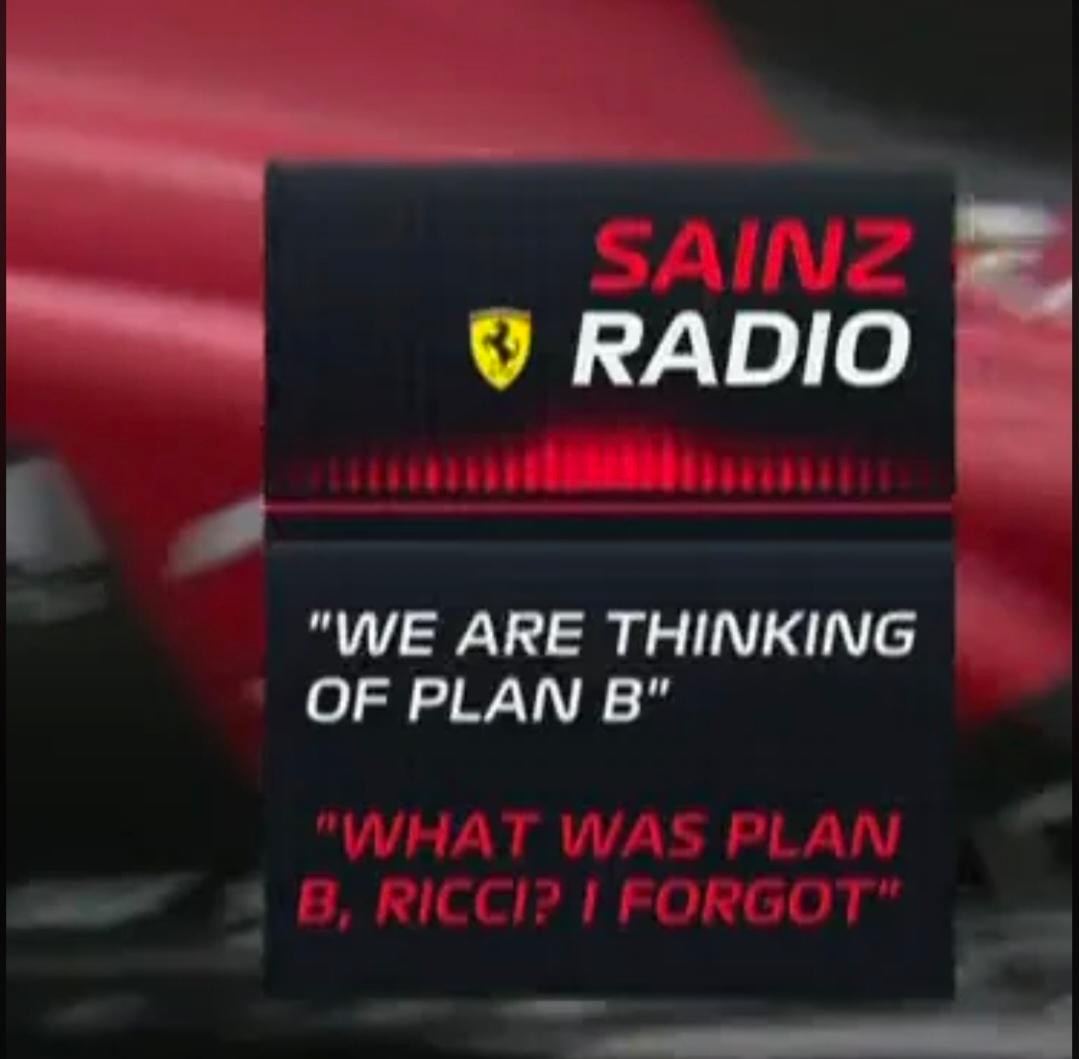 SAINZ
RADIO
"WE ARE THINKING
OF PLAN B"
"WHAT WAS PLAN
B, RICCI? I FORGOT"